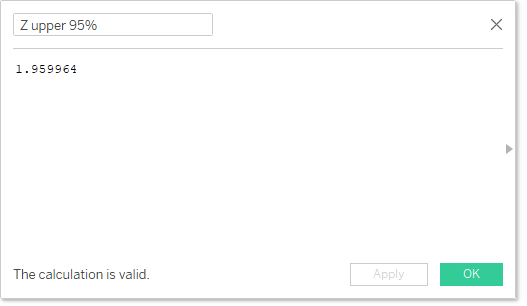 Z upper 95%
1.959964
The calculation is valid.
Apply
OK